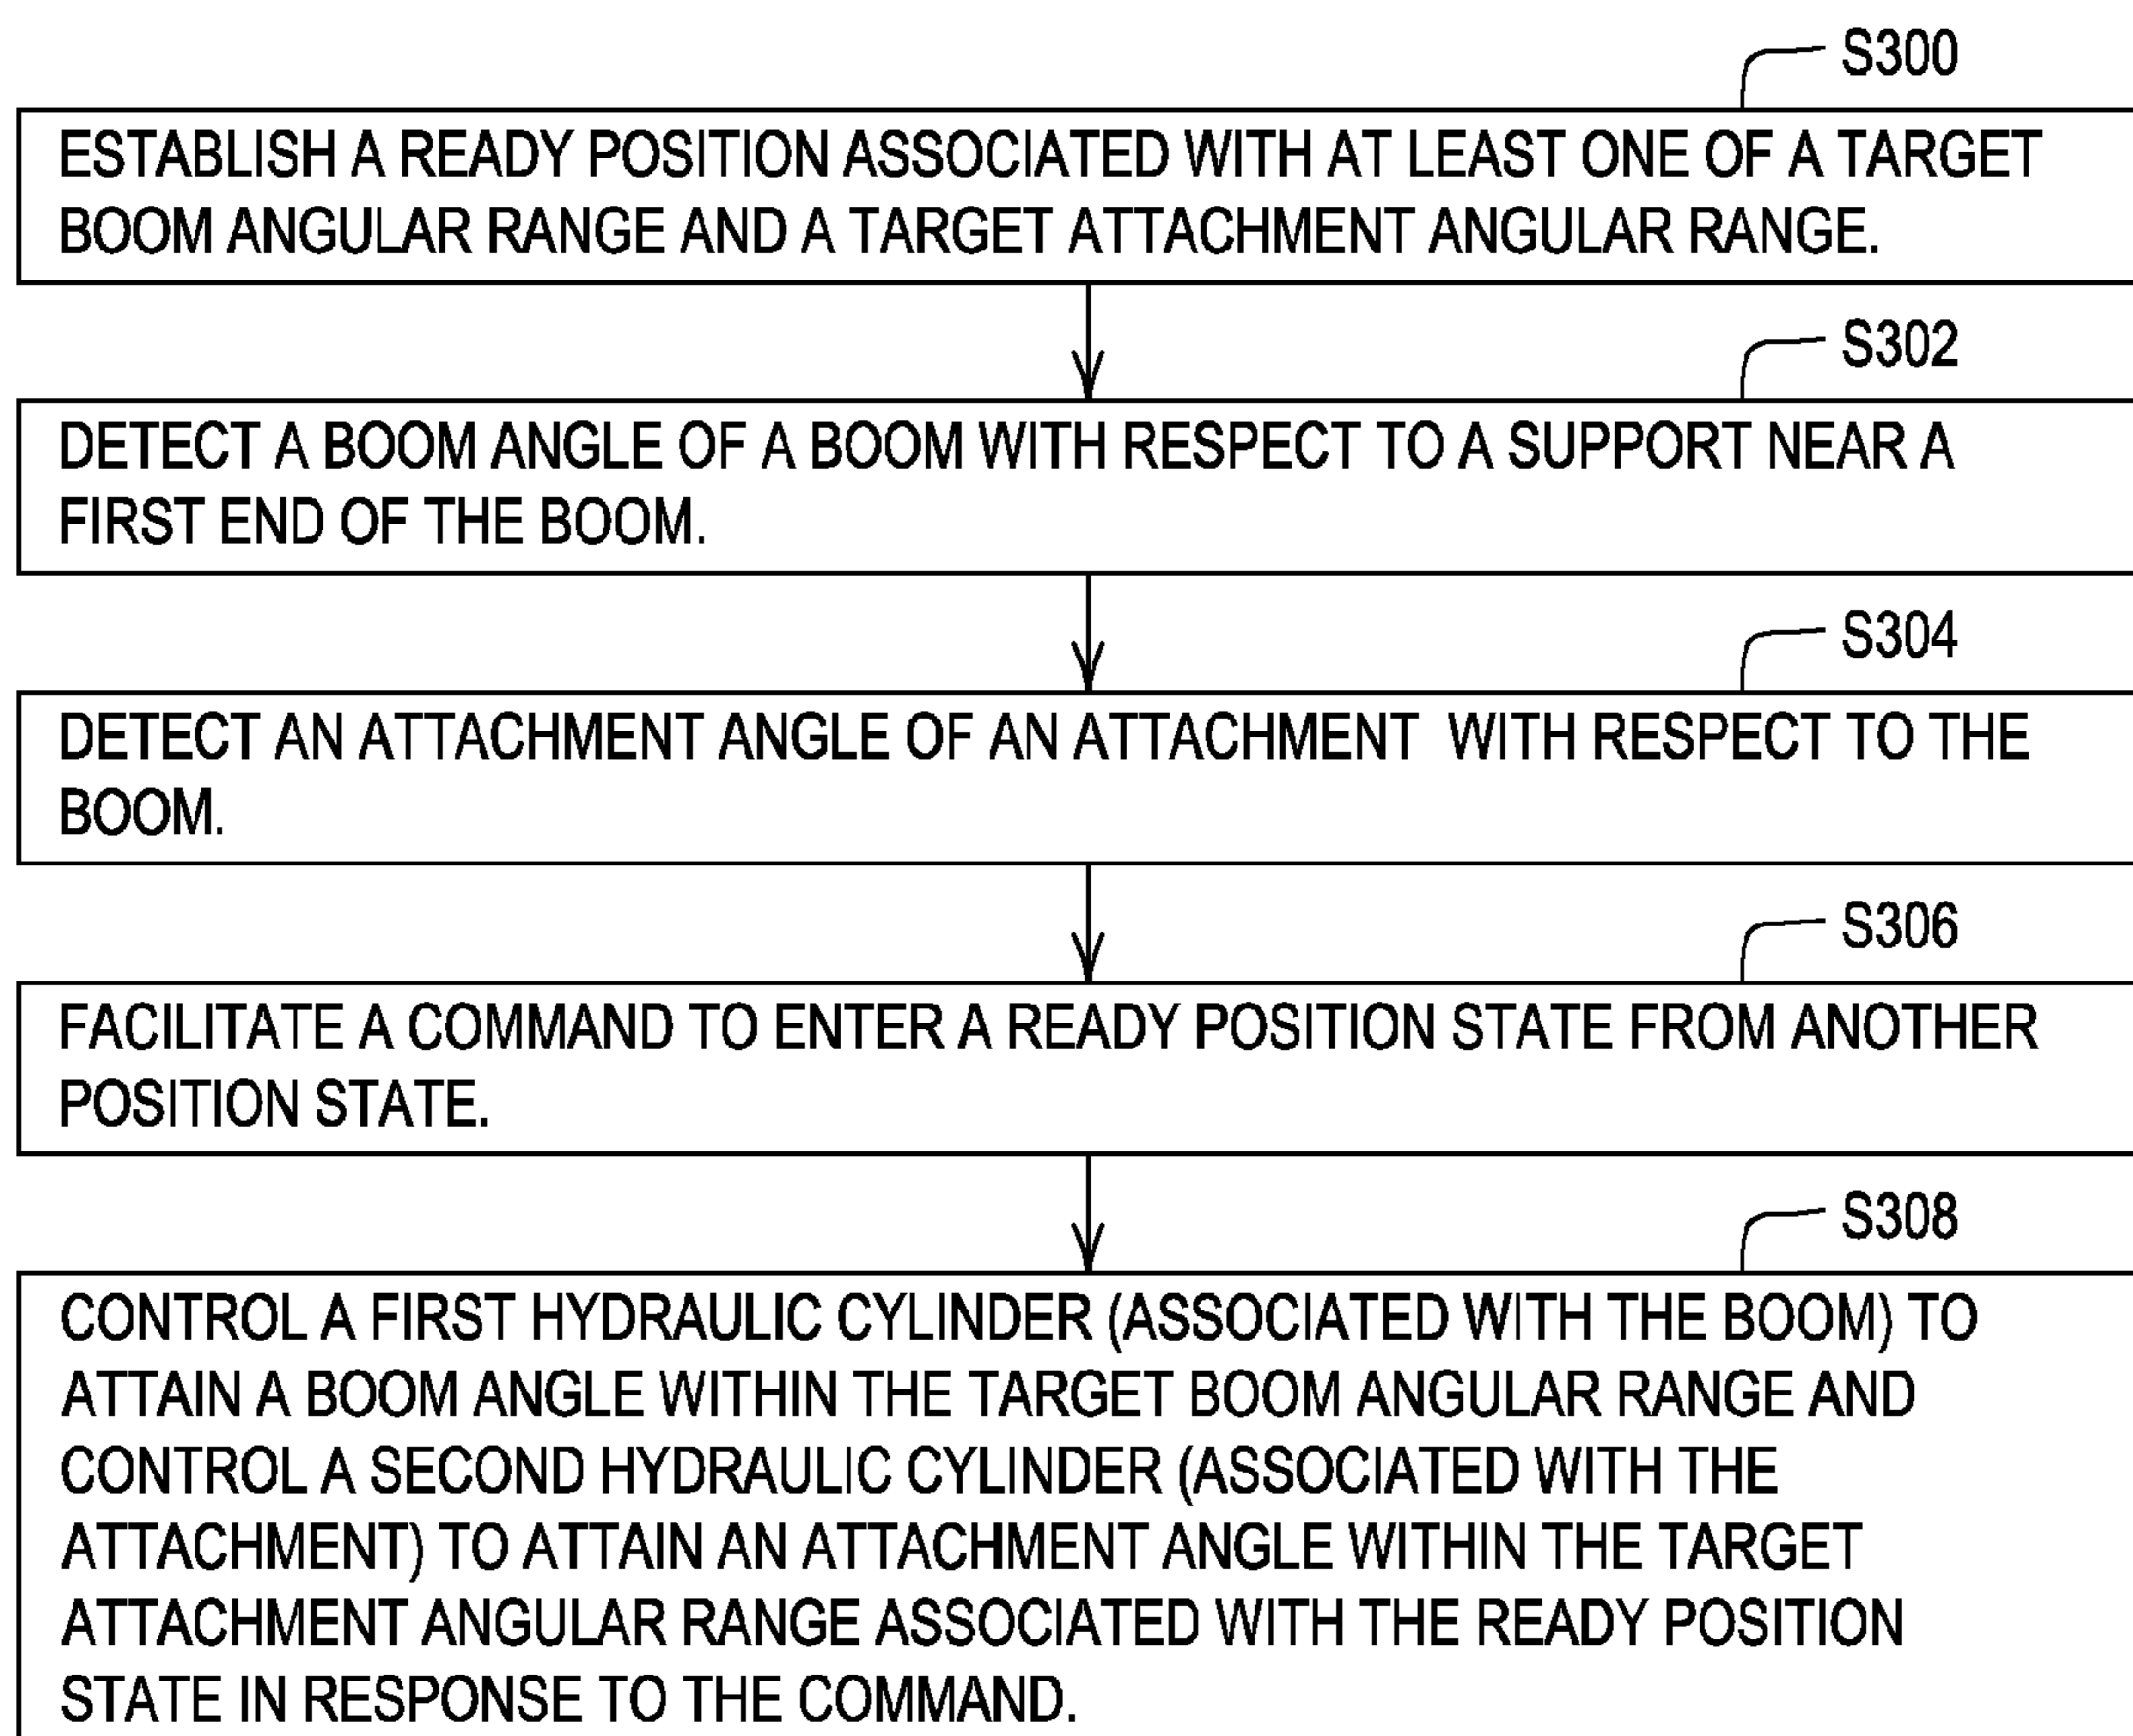 S300
ESTABLISH A READY POSITION ASSOCIATED WITH AT LEAST ONE OF A TARGET
BOOM ANGULAR RANGE AND A TARGET ATTACHMENT ANGULAR RANGE.
S302
DETECT A BOOM ANGLE OF A BOOM WITH RESPECT TO A SUPPORT NEAR A
FIRST END OF THE BOOM.
S304
DETECT AN ATTACHMENT ANGLE OF AN ATTACHMENT WITH RESPECT TO THE
BOOM.
S306
FACILITATE A COMMAND TO ENTER A READY POSITION STATE FROM ANOTHER
POSITION STATE.
S308
CONTROL A FIRST HYDRAULIC CYLINDER (ASSOCIATED WITH THE BOOM) TO
ATTAIN A BOOM ANGLE WITHIN THE TARGET BOOM ANGULAR RANGE AND
CONTROL A SECOND HYDRAULIC CYLINDER (ASSOCIATED WITH THE
ATTACHMENT) TO ATTAIN AN ATTACHMENT ANGLE WITHIN THE TARGET
ATTACHMENT ANGULAR RANGE ASSOCIATED WITH THE READY POSITION
STATE IN RESPONSE TO THE COMMAND.